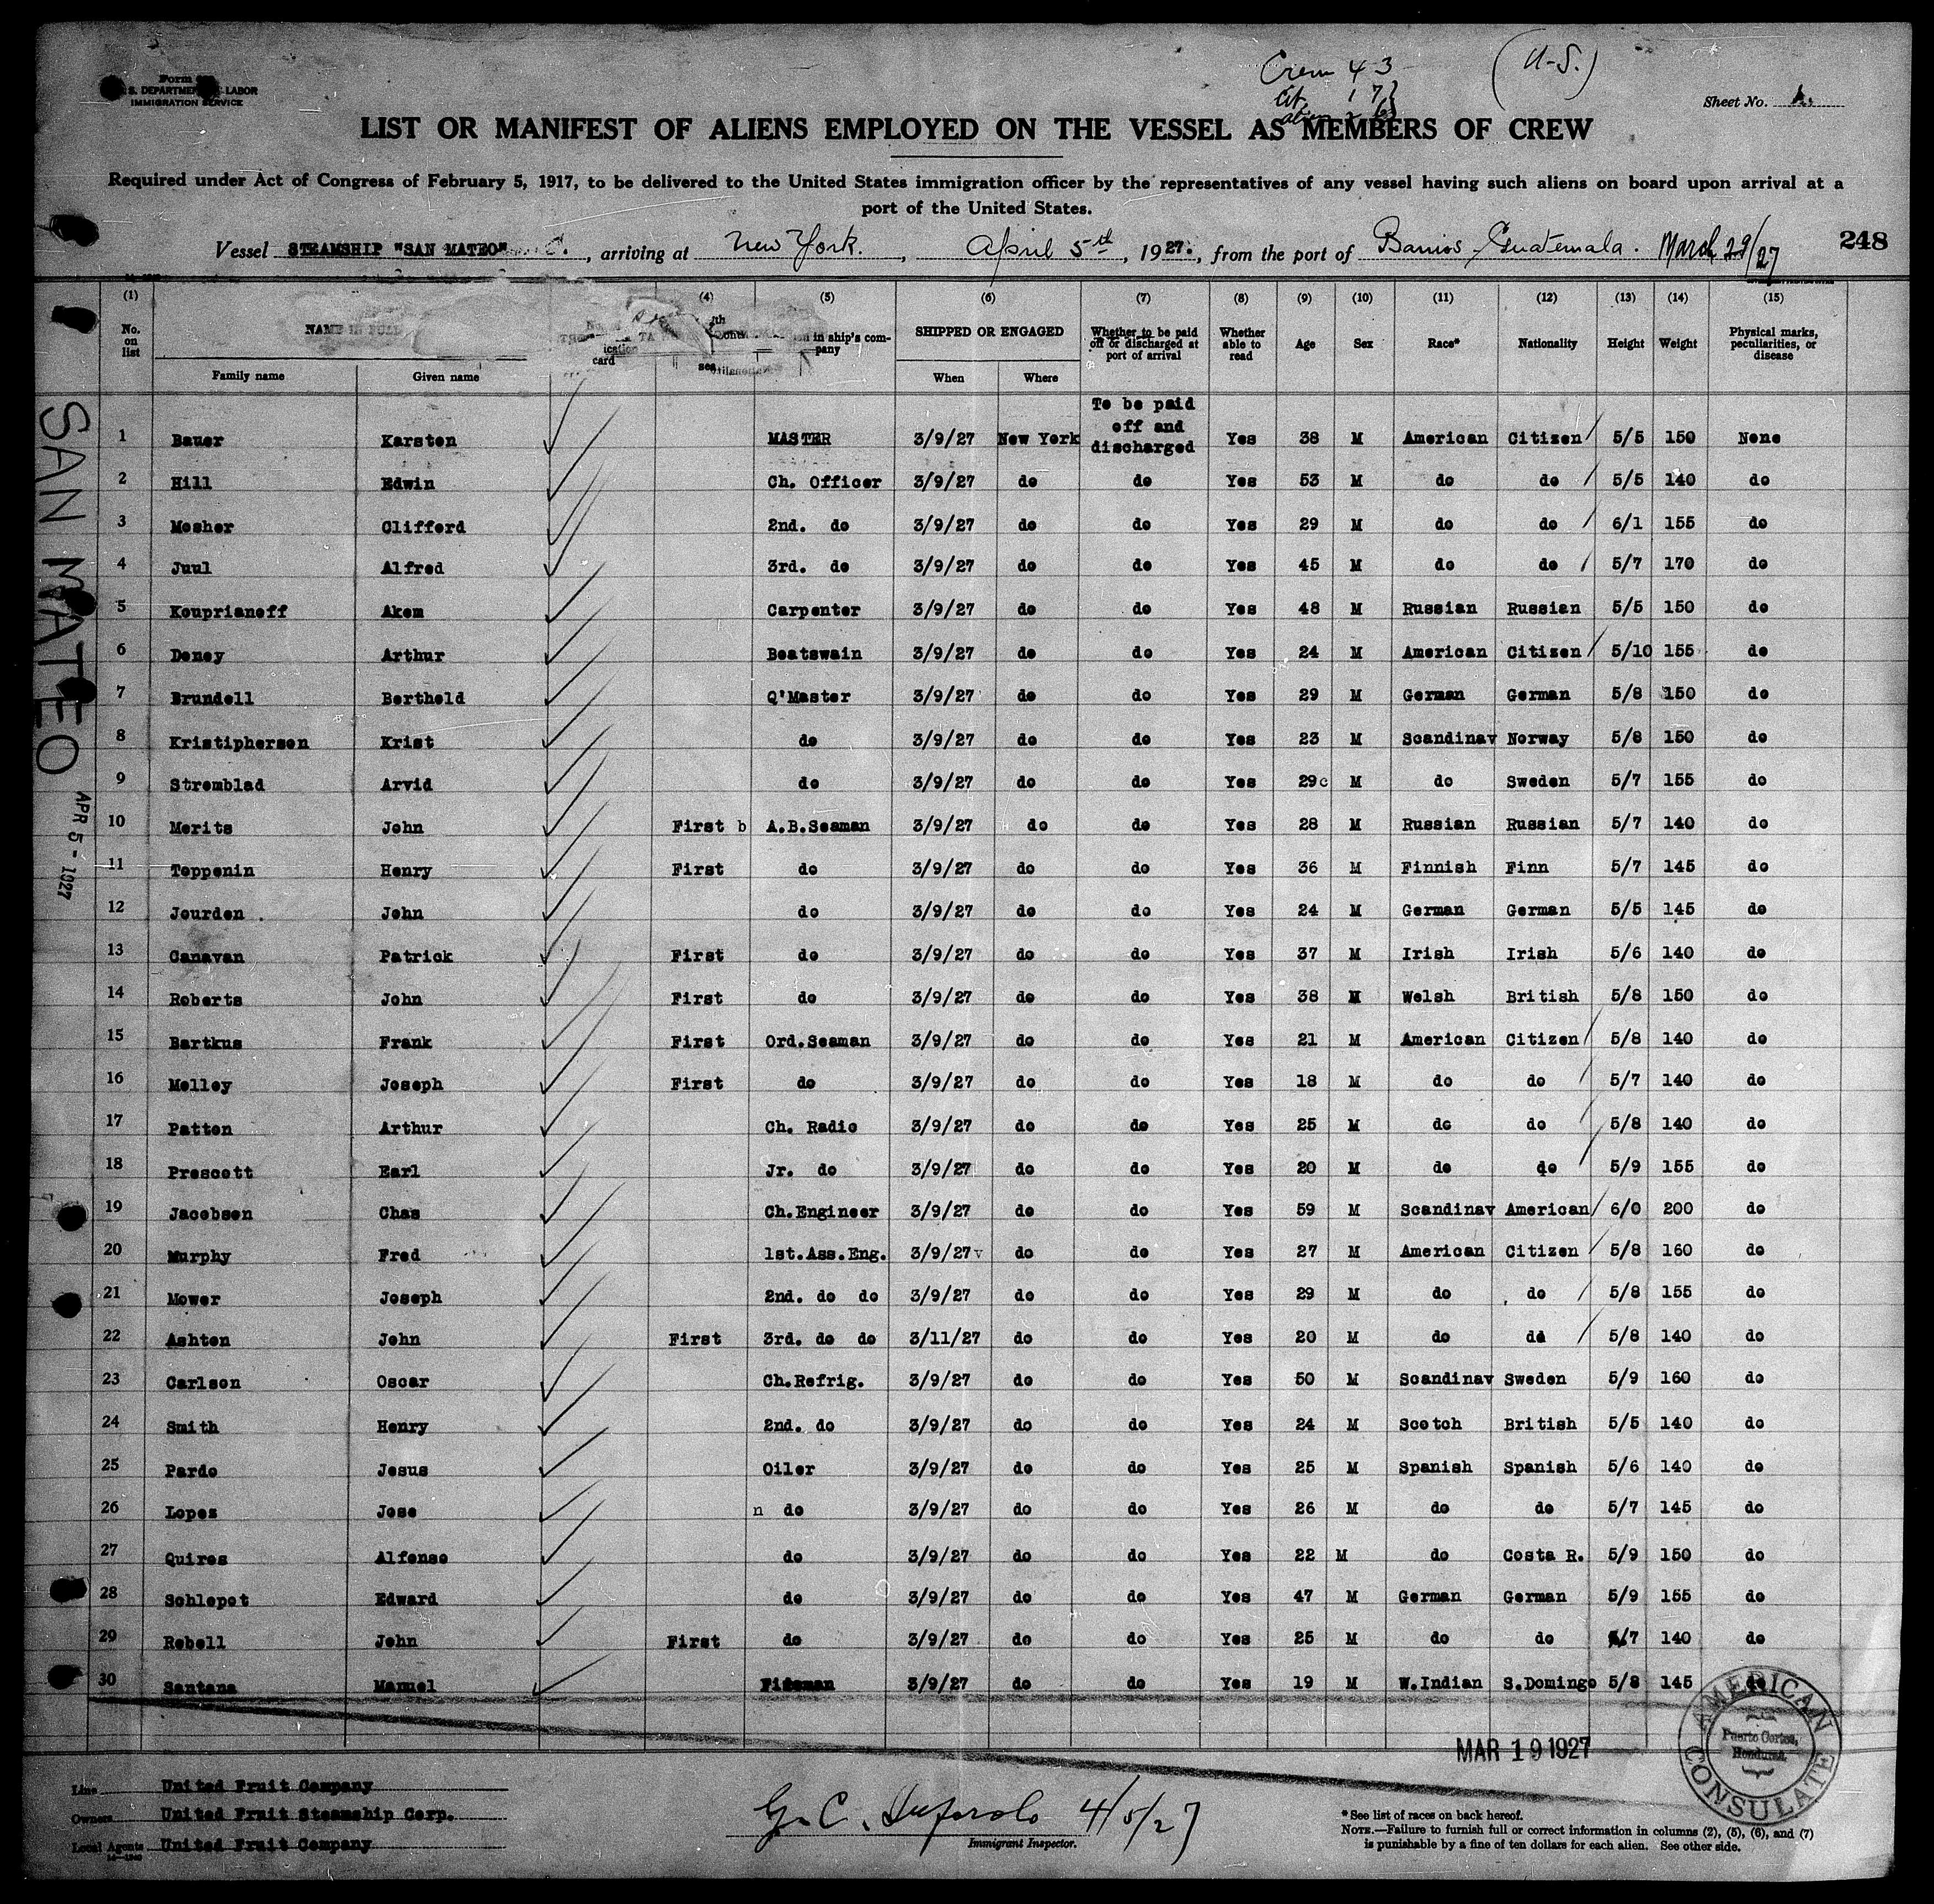 Crew 43
(U-S.)
Cit. 17
Form
U.S. DEPARTMENT LABOR
IMMIGRATION SERVICE
Sheet No.
LIST OR MANIFEST OF ALIENS EMPLOYED ON THE VESSEL AS MEMBERS OF CREW
Required under Act of Congress of February 5, 1917, to be delivered to the United States immigration officer by the representatives of any vessel having such aliens on board upon arrival at a
port of the United States.
Vessel STEAMSHIP "SAN MATEO", arriving at New York., April 5th, 1927., from the port of Barrios Guatemala. March 29/27
248
(1) (4) (5) (6) (7) (8) (9) (10) (11) (12) (13) (14) (15)
No. on list NAME IN FULL card in ship's company SHIPPED OR ENGAGED Whether to be paid off or discharged at port of arrival Whether able to read Age Sex Race* Nationality Height Weight Physical marks, peculiarities, or disease
Family name Given name When Where
To be paid
off and
discharged
1 Bauer Karsten MASTER 3/9/27 New York Yes 38 M American Citizen 5/5 150 None
2 Hill Edwin Ch. Officer 3/9/27 do do Yes 53 M do do 5/5 140 do
3 Mosher Clifford 2nd. do 3/9/27 do do Yes 29 M do do 6/1 155 do
4 Juul Alfred 3rd. do 3/9/27 do do Yes 45 M do do 5/7 170 do
5 Kouprianoff Akem Carpenter 3/9/27 do do Yes 48 M Russian Russian 5/5 150 do
6 Doney Arthur Boatswain 3/9/27 do do Yes 24 M American Citizen 5/10 155 do
7 Brundell Berthold Q'Master 3/9/27 do do Yes 29 M German German 5/8 150 do
8 Kristiphersen Krist do 3/9/27 do do Yes 23 M Scandinav Norway 5/8 150 do
9 Stromblad Arvid do 3/9/27 do do Yes 29c M do Sweden 5/7 155 do
10 Merits John First b A.B.Seaman 3/9/27 do do Yes 28 M Russian Russian 5/7 140 do
11 Toppenin Henry First do 3/9/27 do do Yes 36 M Finnish Finn 5/7 145 do
12 Jourden John do 3/9/27 do do Yes 24 M German German 5/5 145 do
13 Canavan Patrick First do 3/9/27 do do Yes 37 M Irish Irish 5/6 140 do
14 Roberts John First do 3/9/27 do do Yes 38 M Welsh British 5/8 150 do
15 Bartkus Frank First Ord.Seaman 3/9/27 do do Yes 21 M American Citizen 5/8 140 do
16 Molley Joseph First do 3/9/27 do do Yes 18 M do do 5/7 140 do
17 Patton Arthur Ch. Radio 3/9/27 do do Yes 25 M do do 5/8 140 do
18 Prescott Earl Jr. do 3/9/27 do do Yes 20 M do do 5/9 155 do
19 Jacobsen Chas Ch.Engineer 3/9/27 do do Yes 59 M Scandinav American 6/0 200 do
20 Murphy Fred 1st.Ass.Eng. 3/9/27v do do Yes 27 M American Citizen 5/8 160 do
21 Mower Joseph 2nd. do do 3/9/27 do do Yes 29 M do do 5/8 155 do
22 Ashton John First 3rd. do do 3/11/27 do do Yes 20 M do do 5/8 140 do
23 Carlson Oscar Ch.Refrig. 3/9/27 do do Yes 50 M Scandinav Sweden 5/9 160 do
24 Smith Henry 2nd. do 3/9/27 do do Yes 24 M Scotch British 5/5 140 do
25 Pardo Jesus Oiler 3/9/27 do do Yes 25 M Spanish Spanish 5/6 140 do
26 Lopez Jose n do 3/9/27 do do Yes 26 M do do 5/7 145 do
27 Quiros Alfonso do 3/9/27 do do Yes 22 M do Costa R. 5/9 150 do
28 Schlepot Edward do 3/9/27 do do Yes 47 M German German 5/9 155 do
29 Rebell John First do 3/9/27 do do Yes 25 M do do /7 140 do
30 Santana Manuel Fireman 3/9/27 do do Yes 19 M W.Indian S.Domingo 5/8 145 do
SAN MATEO
APR 5 - 1927
MAR 19 1927
AMERICAN CONSULATE
Puerto Cortes,
Honduras.
Line United Fruit Company
Owners United Fruit Steamship Corp.
Local Agents United Fruit Company
G. C. 4/5/27
Immigrant Inspector.
*See list of races on back hereof.
NOTE.—Failure to furnish full or correct information in columns (2), (5), (6), and (7)
is punishable by a fine of ten dollars for each alien. See other side.